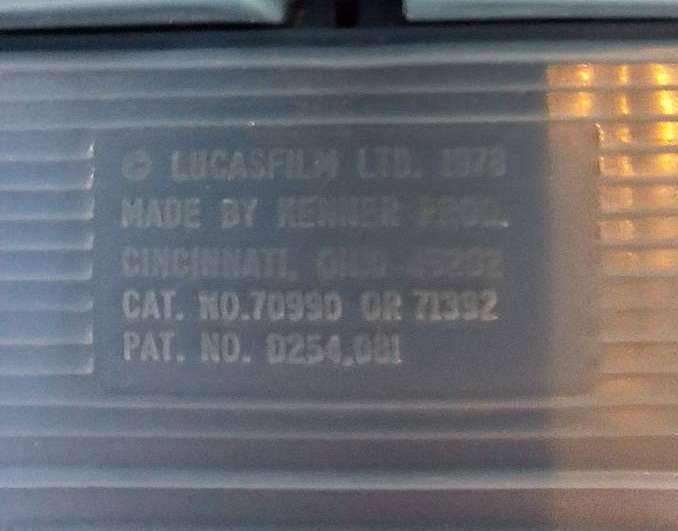 © LUCASFILM LTD. 1978
MADE BY KENNER PROD.
CINCINNATI, OHIO 45202
CAT. NO.70990 OR 71392
PAT. NO. D254,081